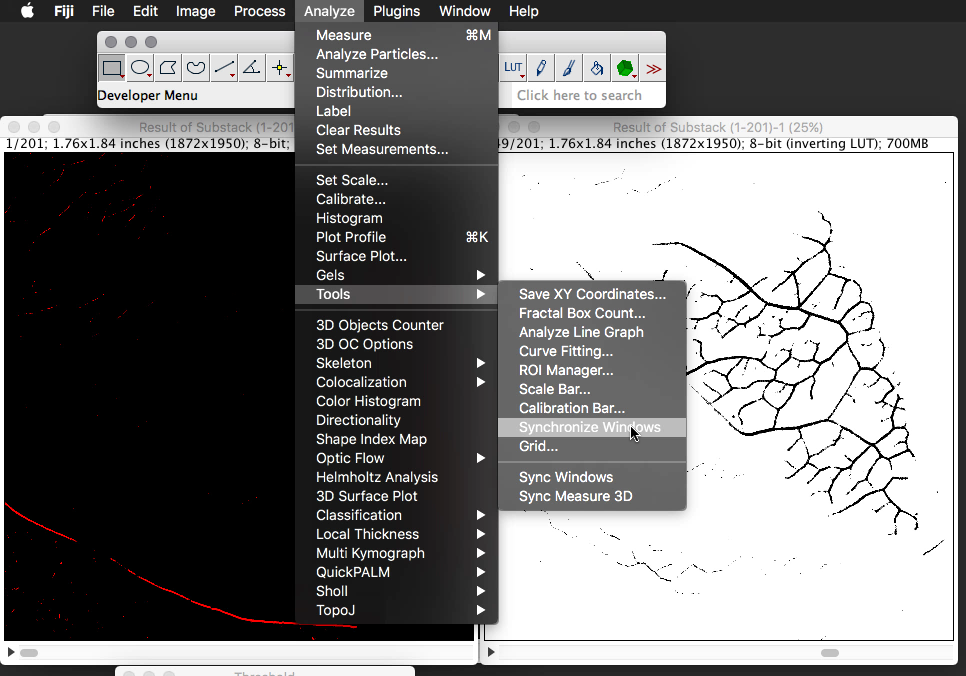 Fiji File Edit Image Process Analyze Plugins Window Help
LUT
Developer Menu
Click here to search
Result of Substack (1-201
1/201; 1.76x1.84 inches (1872x1950); 8-bit;
Result of Substack (1-201)-1 (25%)
49/201; 1.76x1.84 inches (1872x1950); 8-bit (inverting LUT); 700MB
Measure ⌘M
Analyze Particles...
Summarize
Distribution...
Label
Clear Results
Set Measurements...
Set Scale...
Calibrate...
Histogram
Plot Profile ⌘K
Surface Plot...
Gels
Tools
3D Objects Counter
3D OC Options
Skeleton
Colocalization
Color Histogram
Directionality
Shape Index Map
Optic Flow
Helmholtz Analysis
3D Surface Plot
Classification
Local Thickness
Multi Kymograph
QuickPALM
Sholl
TopoJ
Save XY Coordinates...
Fractal Box Count...
Analyze Line Graph
Curve Fitting...
ROI Manager...
Scale Bar...
Calibration Bar...
Synchronize Windows
Grid...
Sync Windows
Sync Measure 3D
Threshold